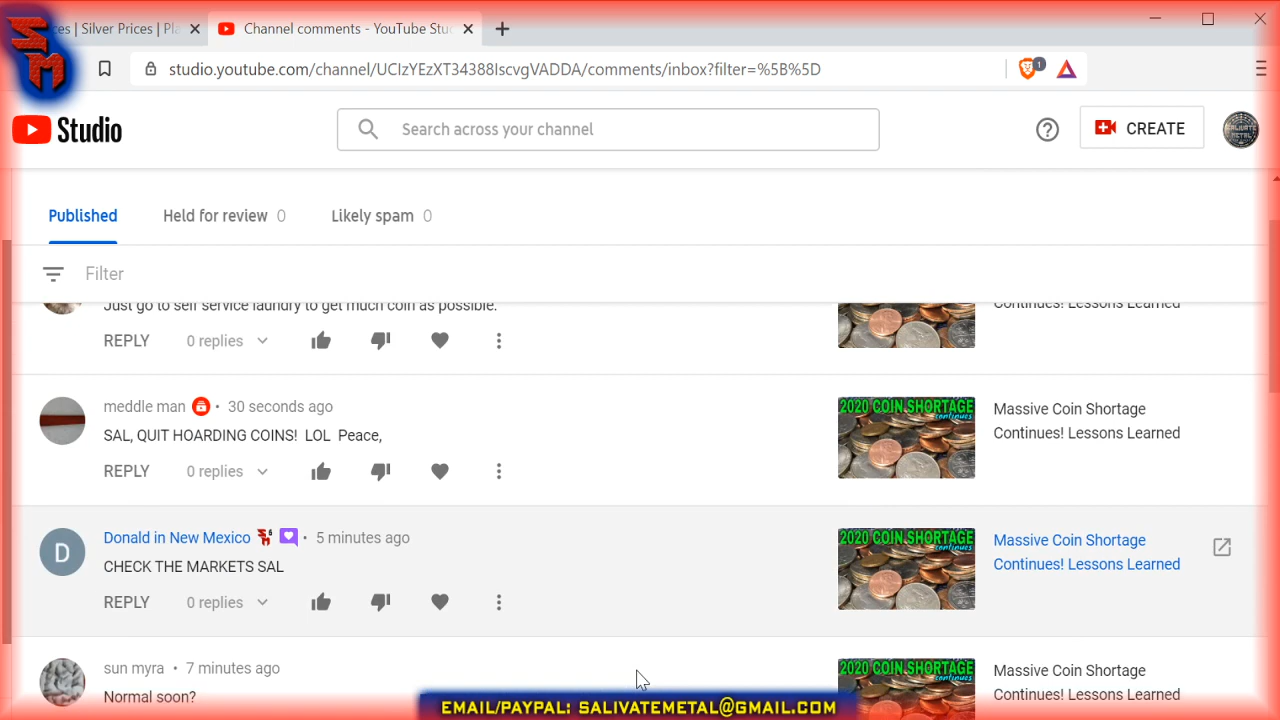 ces | Silver Prices | Pla
Channel comments - YouTube Stu
studio.youtube.com/channel/UCIzYEzXT34388IscvgVADDA/comments/inbox?filter=%5B%5D
1
SM
Studio
Search across your channel
CREATE
SALIVATE METAL
Published
Held for review 0
Likely spam 0
Filter
Just go to self service laundry to get much coin as possible.
REPLY 0 replies
Continues! Lessons Learned
meddle man • 30 seconds ago
SAL, QUIT HOARDING COINS! LOL Peace,
REPLY 0 replies
2020 COIN SHORTAGE
continues
Massive Coin Shortage
Continues! Lessons Learned
D
Donald in New Mexico • 5 minutes ago
CHECK THE MARKETS SAL
REPLY 0 replies
2020 COIN SHORTAGE
continues
Massive Coin Shortage
Continues! Lessons Learned
sun myra • 7 minutes ago
Normal soon?
2020 COIN SHORTAGE
continues
Massive Coin Shortage
Continues! Lessons Learned
EMAIL/PAYPAL: SALIVATEMETAL@GMAIL.COM